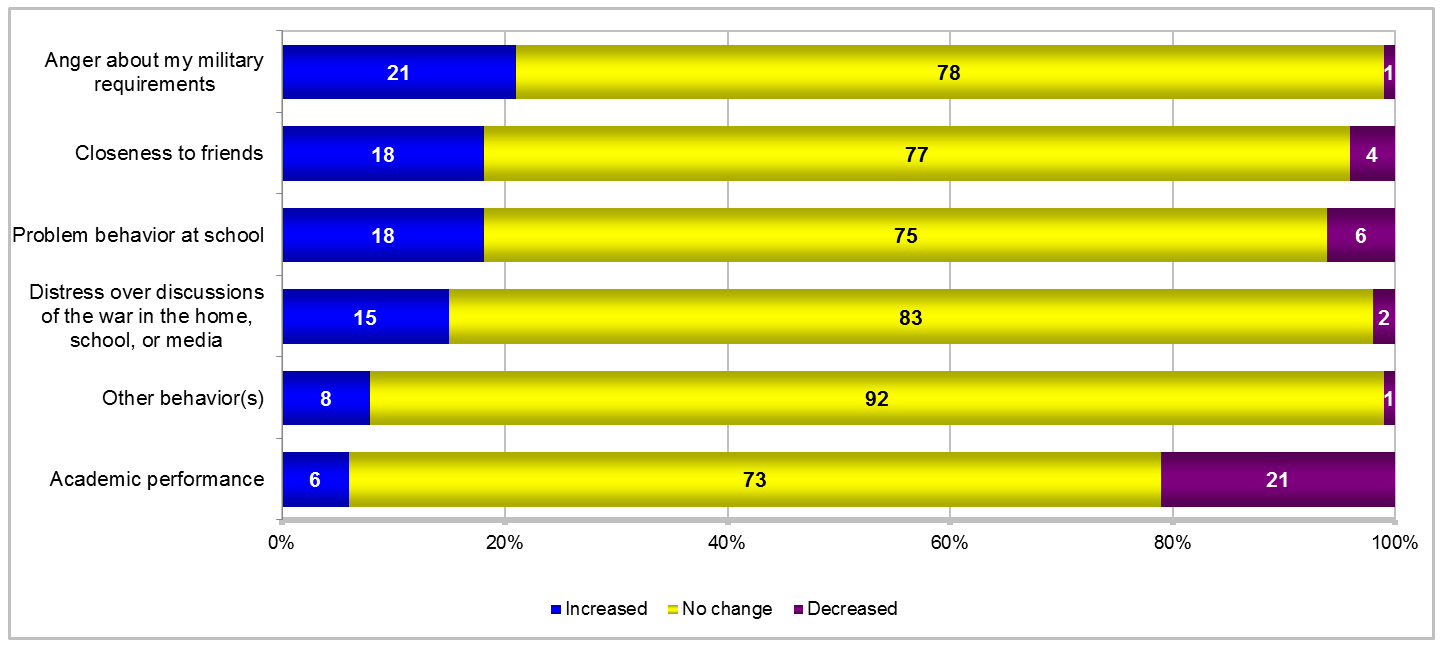 Anger about my military
requirements
21 78 1
Closeness to friends
18 77 4
Problem behavior at school
18 75 6
Distress over discussions
of the war in the home,
school, or media
15 83 2
Other behavior(s)
8 92 1
Academic performance
6 73 21
0% 20% 40% 60% 80% 100%
Increased No change Decreased